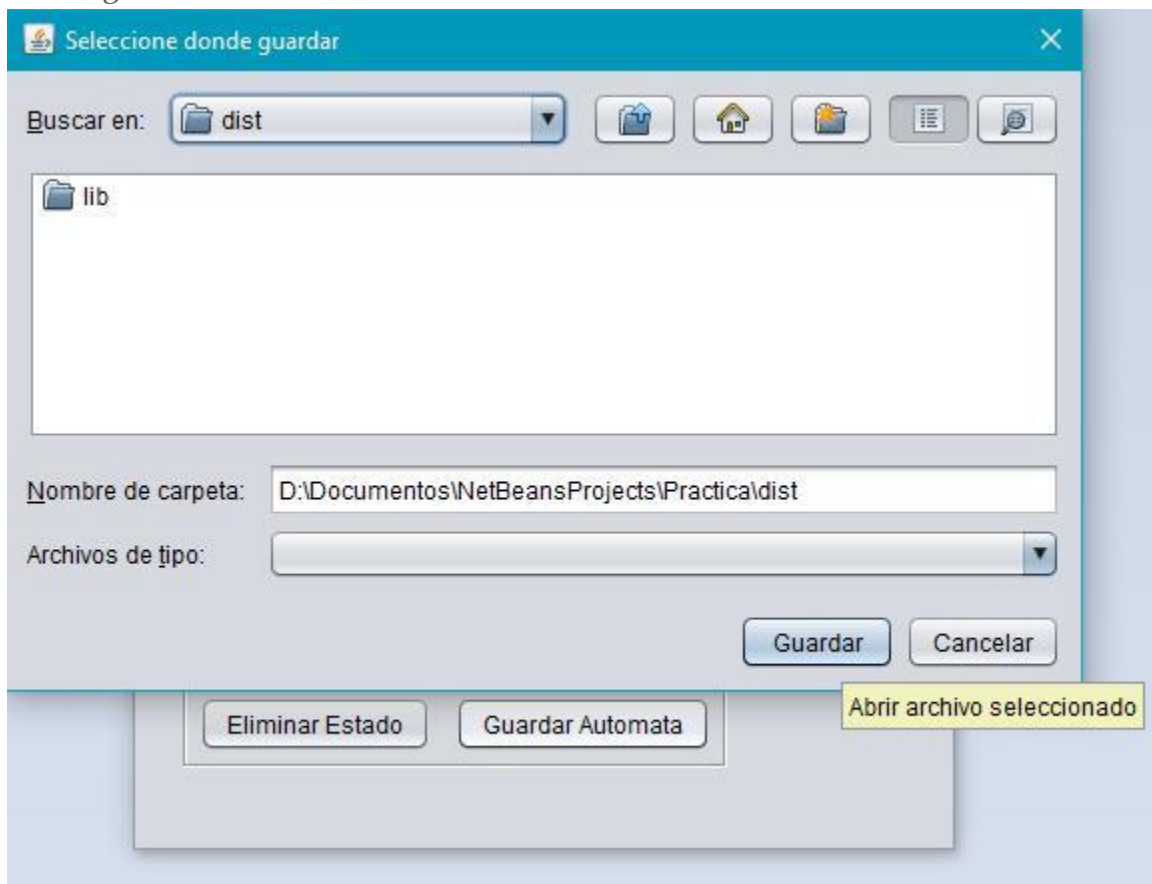 Seleccione donde guardar
Buscar en: dist
lib
Nombre de carpeta: D:\Documentos\NetBeansProjects\Practica\dist
Archivos de tipo:
Guardar Cancelar
Abrir archivo seleccionado
Eliminar Estado Guardar Automata